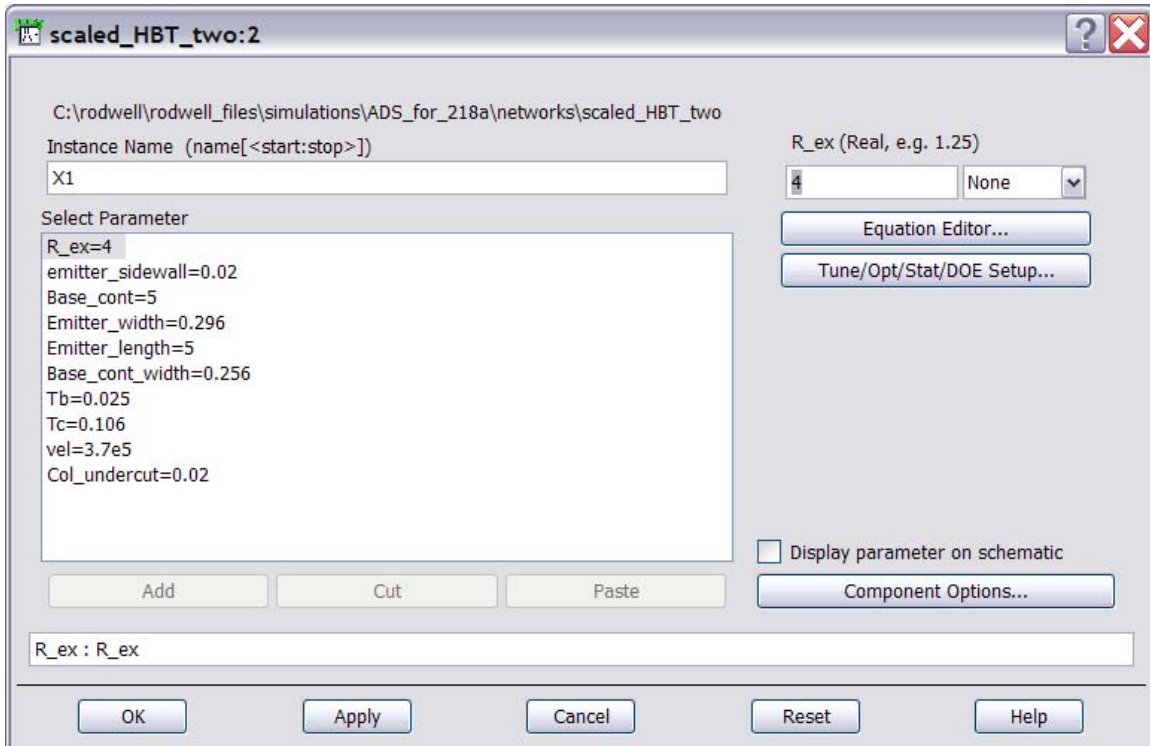 scaled_HBT_two:2
C:\rodwell\rodwell_files\simulations\ADS_for_218a\networks\scaled_HBT_two
Instance Name (name[<start:stop>])
X1
Select Parameter
R_ex=4
emitter_sidewall=0.02
Base_cont=5
Emitter_width=0.296
Emitter_length=5
Base_cont_width=0.256
Tb=0.025
Tc=0.106
vel=3.7e5
Col_undercut=0.02
Add Cut Paste
R_ex (Real, e.g. 1.25)
4 None
Equation Editor...
Tune/Opt/Stat/DOE Setup...
Display parameter on schematic
Component Options...
R_ex : R_ex
OK Apply Cancel Reset Help